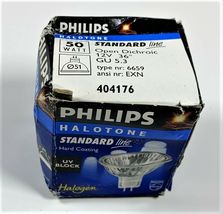 PHILIPS
HALOTONE
50 WATT
STANDARD line
Open Dichroic
12V 36°
GU 5.3
Ø51
type nr: 6659
ansi nr: EXN
404176
PHILIPS
HALOTONE
STANDARD line
Hard Coating
UV BLOCK
Halogen